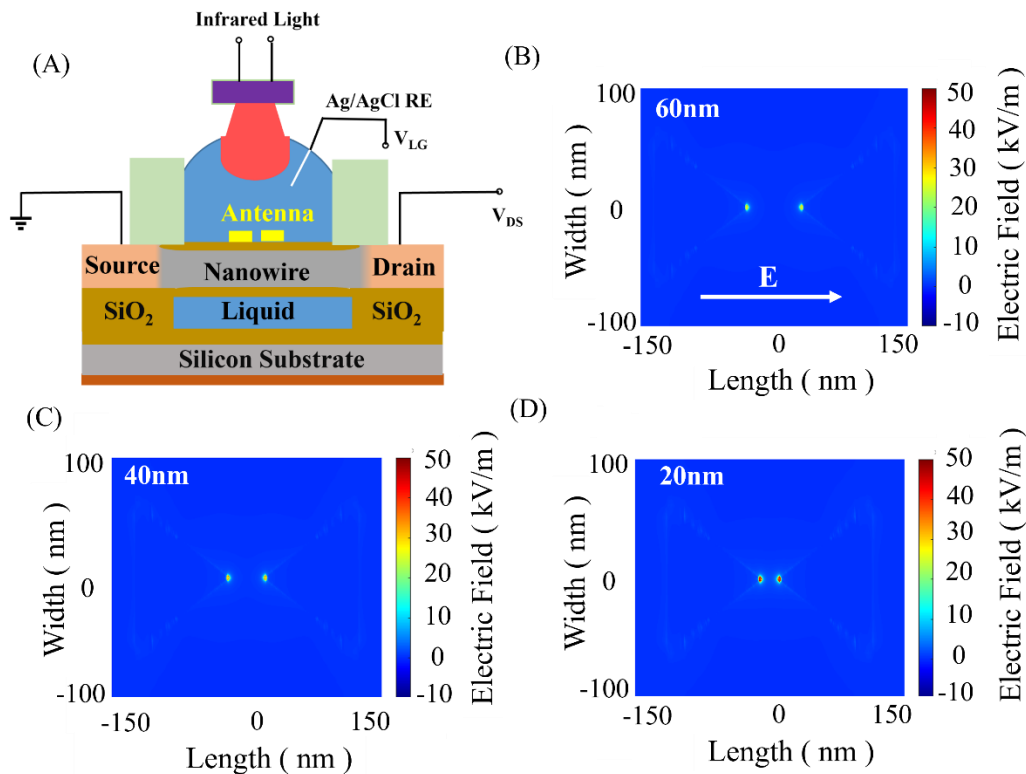 (A)
Infrared Light
Ag/AgCl RE
V_LG
Antenna
V_DS
Source
Nanowire
Drain
SiO₂
Liquid
SiO₂
Silicon Substrate
(B)
60nm
E
100
0
-100
Width ( nm )
-150
0
150
Length ( nm )
50
40
30
20
10
0
-10
Electric Field ( kV/m )
(C)
40nm
100
0
-100
Width ( nm )
-150
0
150
Length ( nm )
50
40
30
20
10
0
-10
Electric Field ( kV/m )
(D)
20nm
100
0
-100
Width ( nm )
-150
0
150
Length ( nm )
50
40
30
20
10
0
-10
Electric Field ( kV/m )